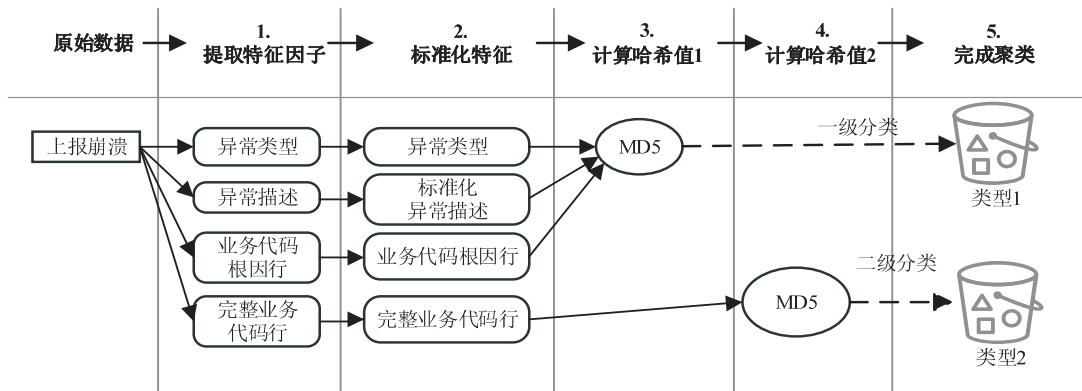 原始数据
1.
提取特征因子
2.
标准化特征
3.
计算哈希值1
4.
计算哈希值2
5.
完成聚类
上报崩溃
异常类型
异常类型
MD5
一级分类
类型1
异常描述
标准化
异常描述
业务代码
根因行
业务代码根因行
完整业务
代码行
完整业务代码行
MD5
二级分类
类型2